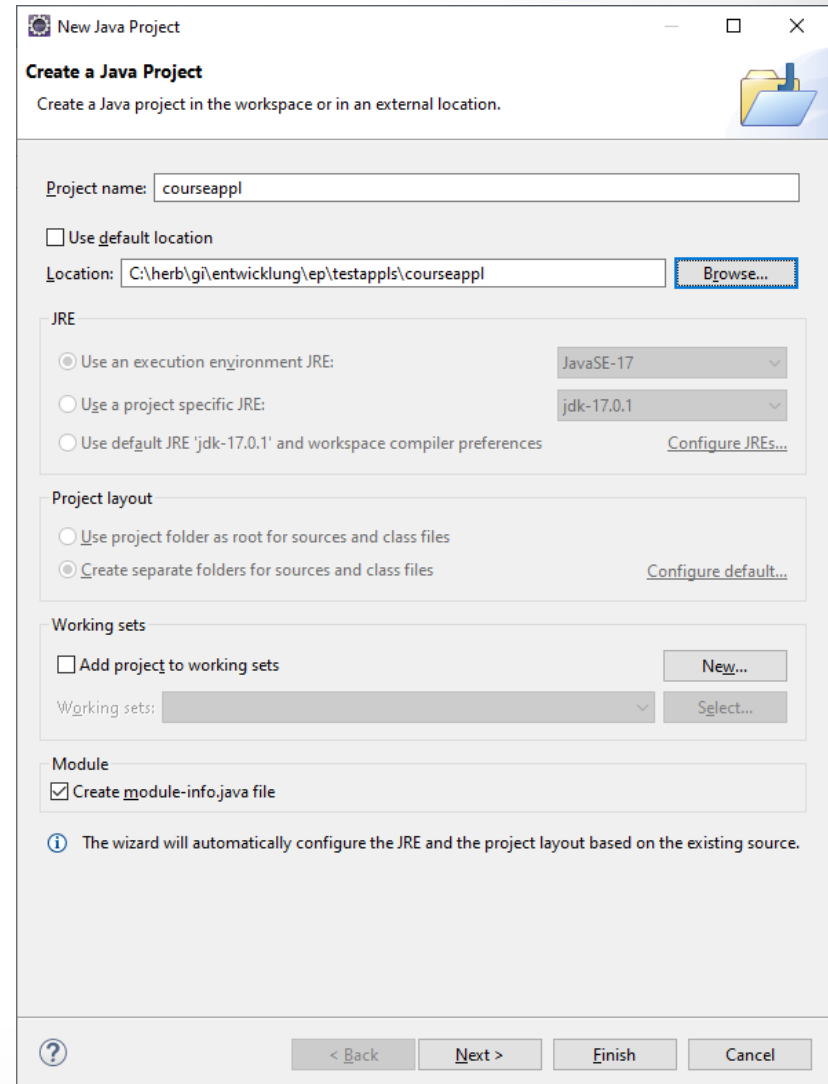 New Java Project
Create a Java Project
Create a Java project in the workspace or in an external location.
Project name: courseappl
Use default location
Location: C:\herb\gi\entwicklung\ep\testappls\courseappl Browse...
JRE
Use an execution environment JRE: JavaSE-17
Use a project specific JRE: jdk-17.0.1
Use default JRE 'jdk-17.0.1' and workspace compiler preferences Configure JREs...
Project layout
Use project folder as root for sources and class files
Create separate folders for sources and class files Configure default...
Working sets
Add project to working sets New...
Working sets: Select...
Module
Create module-info.java file
The wizard will automatically configure the JRE and the project layout based on the existing source.
? < Back Next > Finish Cancel